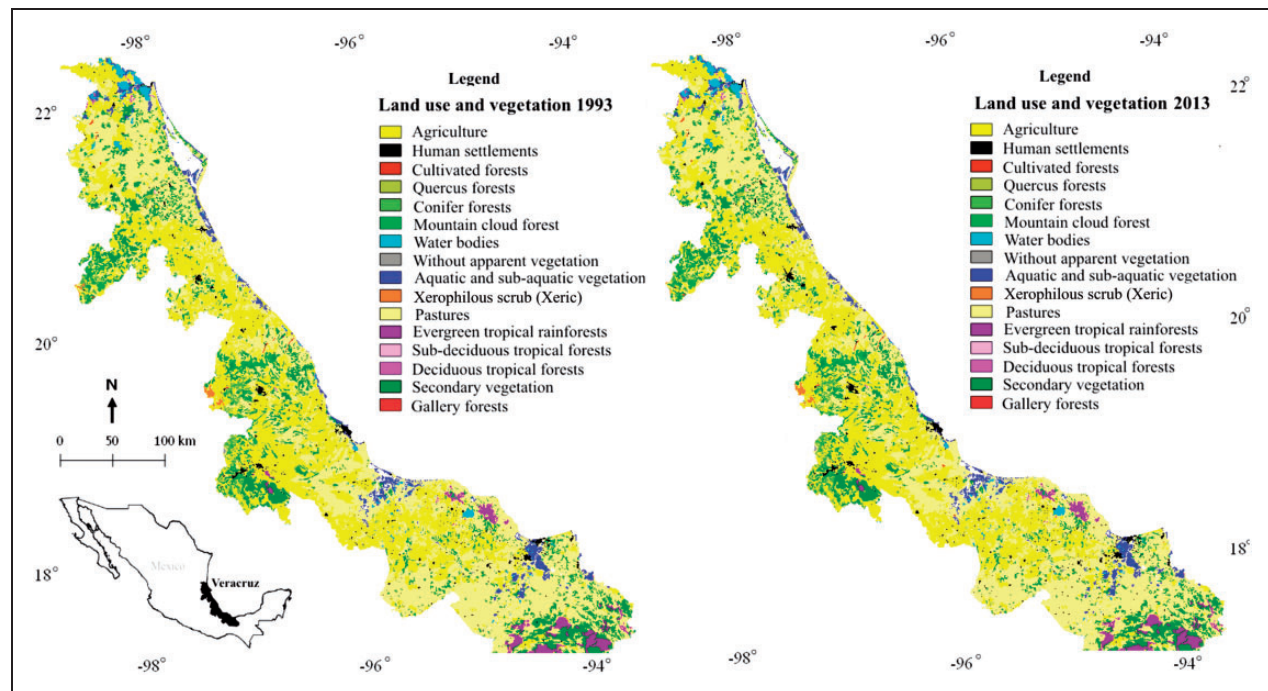 -98°
-96°
-94°
-98°
-96°
-94°
Legend
Land use and vegetation 1993
Agriculture
Human settlements
Cultivated forests
Quercus forests
Conifer forests
Mountain cloud forest
Water bodies
Without apparent vegetation
Aquatic and sub-aquatic vegetation
Xerophilous scrub (Xeric)
Pastures
Evergreen tropical rainforests
Sub-deciduous tropical forests
Deciduous tropical forests
Secondary vegetation
Gallery forests
Legend
Land use and vegetation 2013
Agriculture
Human settlements
Cultivated forests
Quercus forests
Conifer forests
Mountain cloud forest
Water bodies
Without apparent vegetation
Aquatic and sub-aquatic vegetation
Xerophilous scrub (Xeric)
Pastures
Evergreen tropical rainforests
Sub-deciduous tropical forests
Deciduous tropical forests
Secondary vegetation
Gallery forests
22°
20°
18°
22°
20°
18°
N
0 50 100 km
Mexico
Veracruz
-98°
-96°
-94°
-98°
-96°
-94°